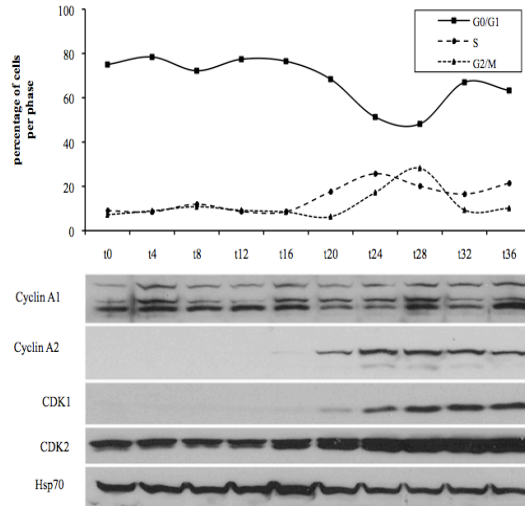 percentage of cells
per phase
100
80
60
40
20
0
G0/G1
S
G2/M
t0 t4 t8 t12 t16 t20 t24 t28 t32 t36
Cyclin A1
Cyclin A2
CDK1
CDK2
Hsp70